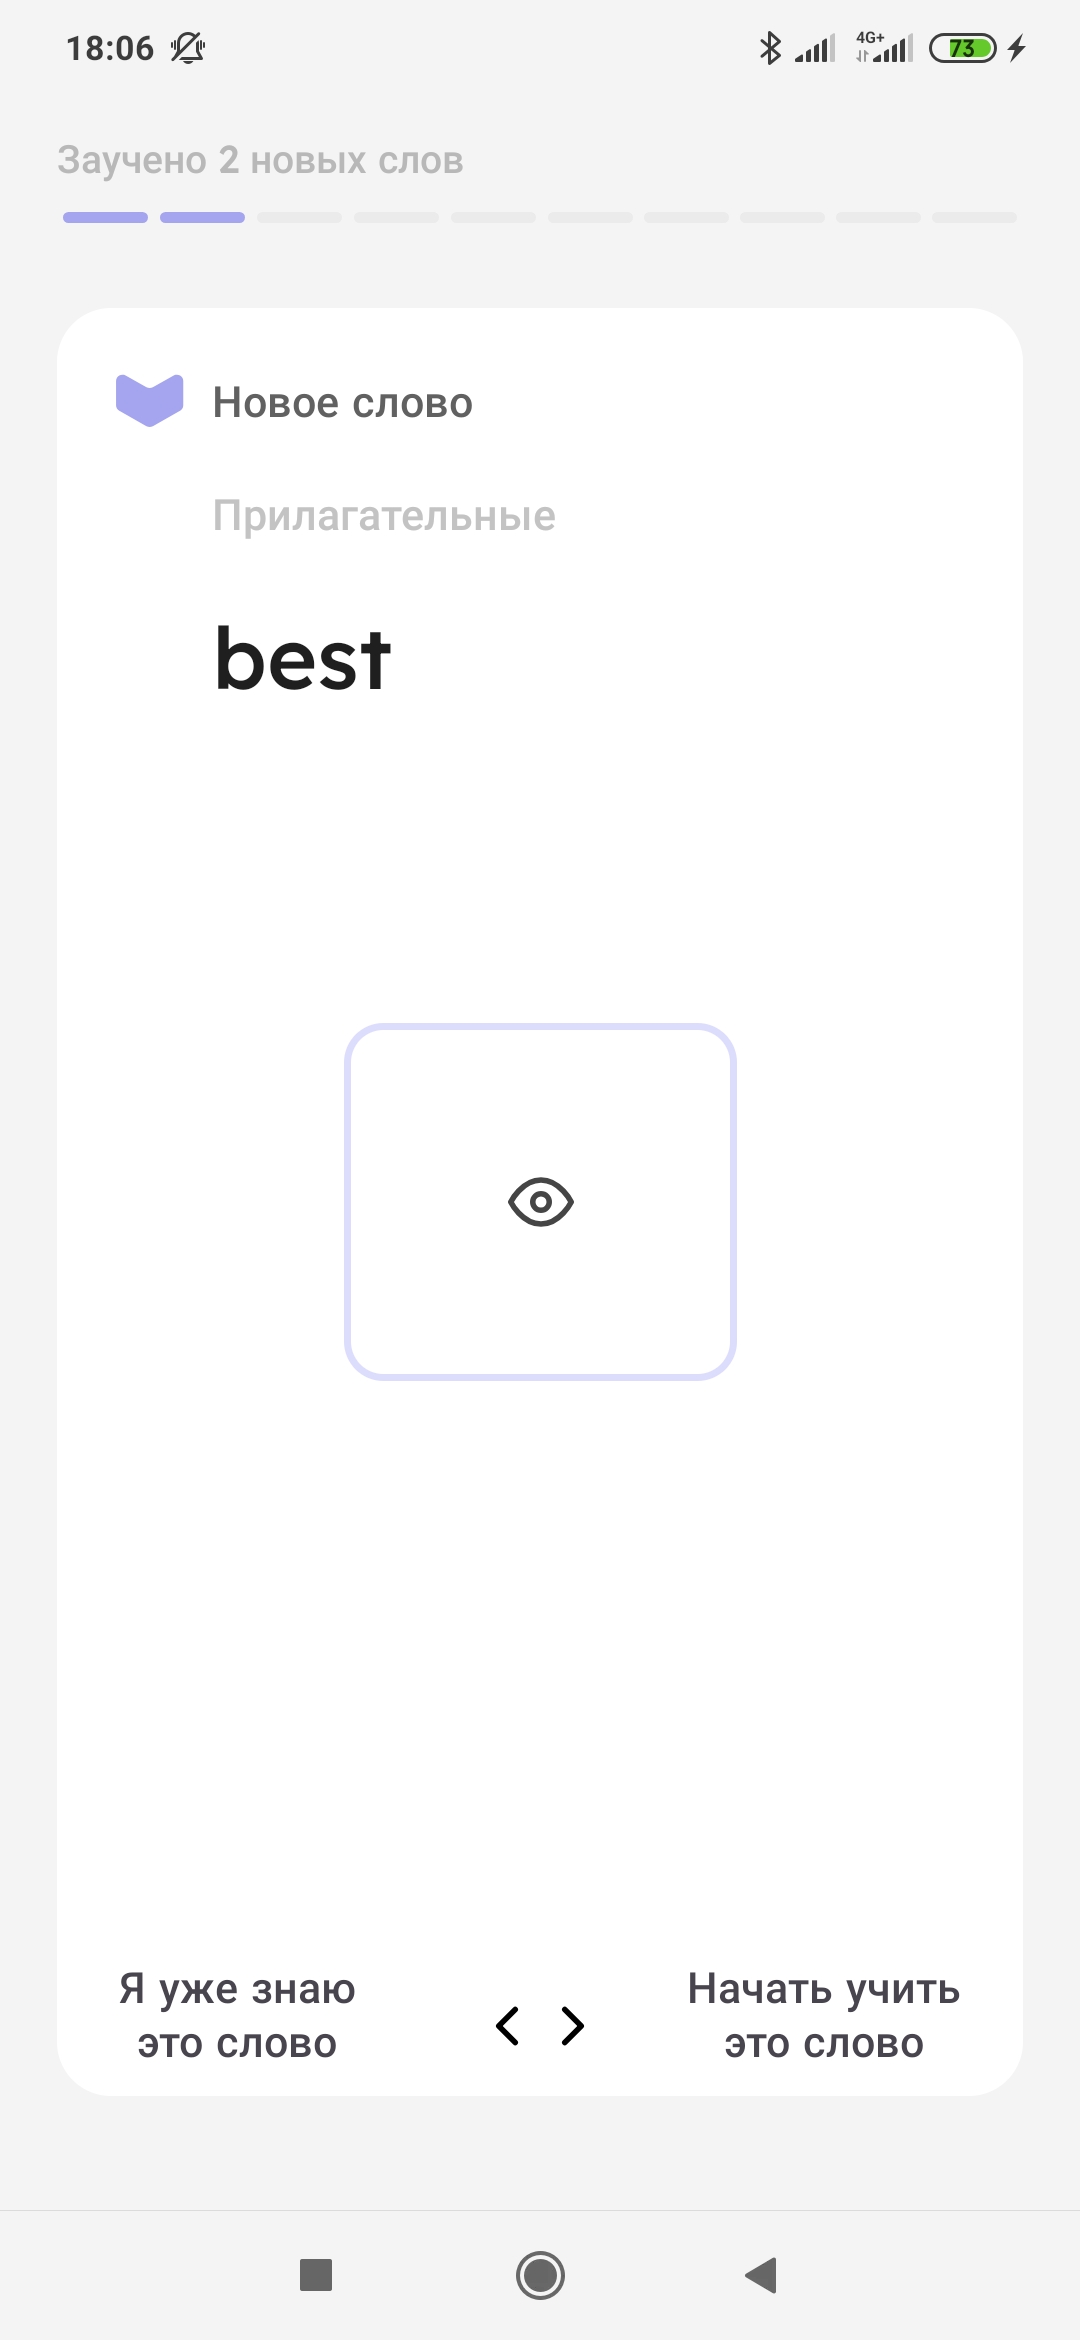 18:06
4G+
73
Заучено 2 новых слов
Новое слово
Прилагательные
best
Я уже знаю
это слово
Начать учить
это слово